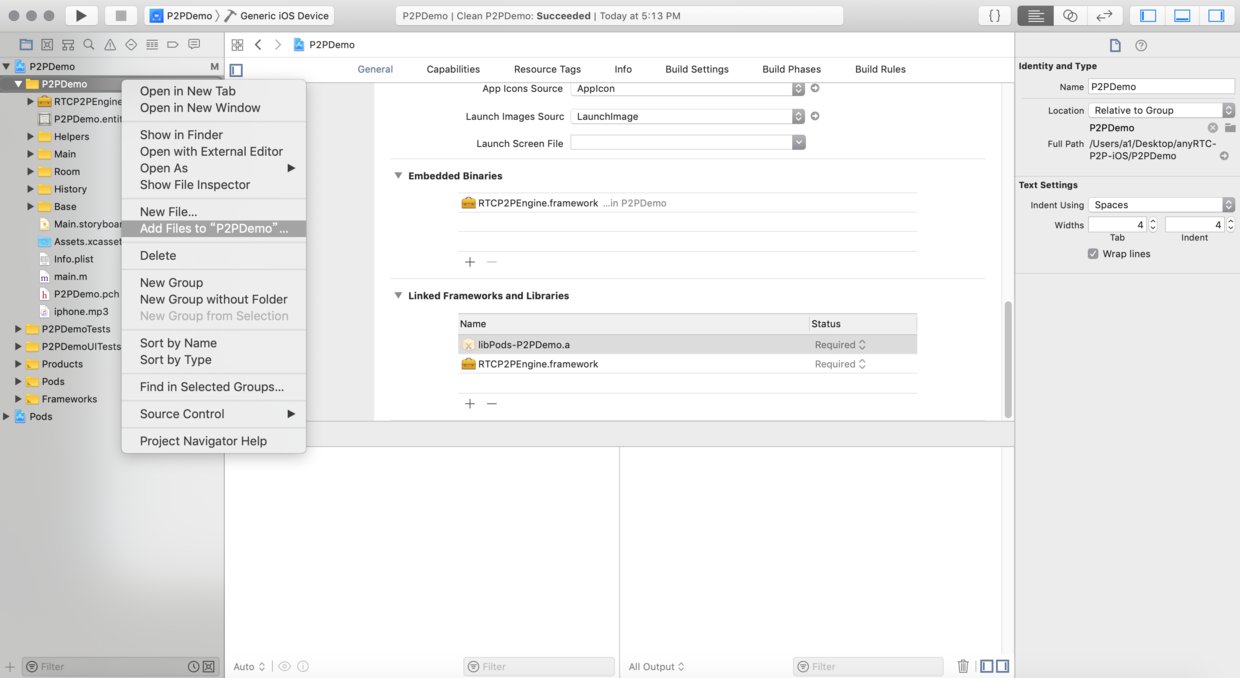 P2PDemo
Generic iOS Device
P2PDemo | Clean P2PDemo: Succeeded | Today at 5:13 PM
{ }
P2PDemo
P2PDemo M
P2PDemo
RTCP2PEngine
P2PDemo.entit
Helpers
Main
Room
History
Base
Main.storyboar
Assets.xcasset
Info.plist
main.m
P2PDemo.pch
iphone.mp3
P2PDemoTests
P2PDemoUITests
Products
Pods
Frameworks
Pods
Filter
Open in New Tab
Open in New Window
Show in Finder
Open with External Editor
Open As
Show File Inspector
New File...
Add Files to “P2PDemo”...
Delete
New Group
New Group without Folder
New Group from Selection
Sort by Name
Sort by Type
Find in Selected Groups...
Source Control
Project Navigator Help
General Capabilities Resource Tags Info Build Settings Build Phases Build Rules
App Icons Source AppIcon
Launch Images Sourc LaunchImage
Launch Screen File
Embedded Binaries
RTCP2PEngine.framework ...in P2PDemo
Linked Frameworks and Libraries
Name Status
libPods-P2PDemo.a Required
RTCP2PEngine.framework Required
Auto
Filter
All Output
Filter
Identity and Type
Name P2PDemo
Location Relative to Group
P2PDemo
Full Path /Users/a1/Desktop/anyRTC-
P2P-iOS/P2PDemo
Text Settings
Indent Using Spaces
Widths 4 4
Tab Indent
Wrap lines